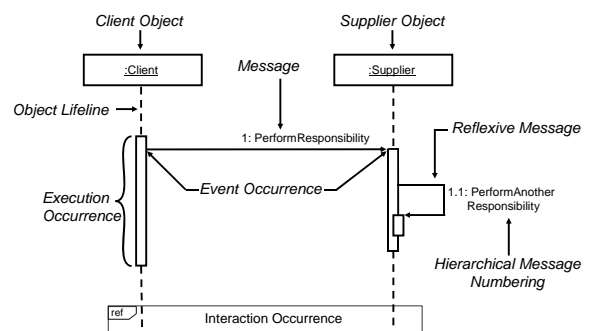 Client Object
Supplier Object
:Client
Message
:Supplier
Object Lifeline
1: PerformResponsibility
Reflexive Message
Execution
Occurrence
Event Occurrence
1.1: PerformAnother
Responsibility
Hierarchical Message
Numbering
ref
Interaction Occurrence